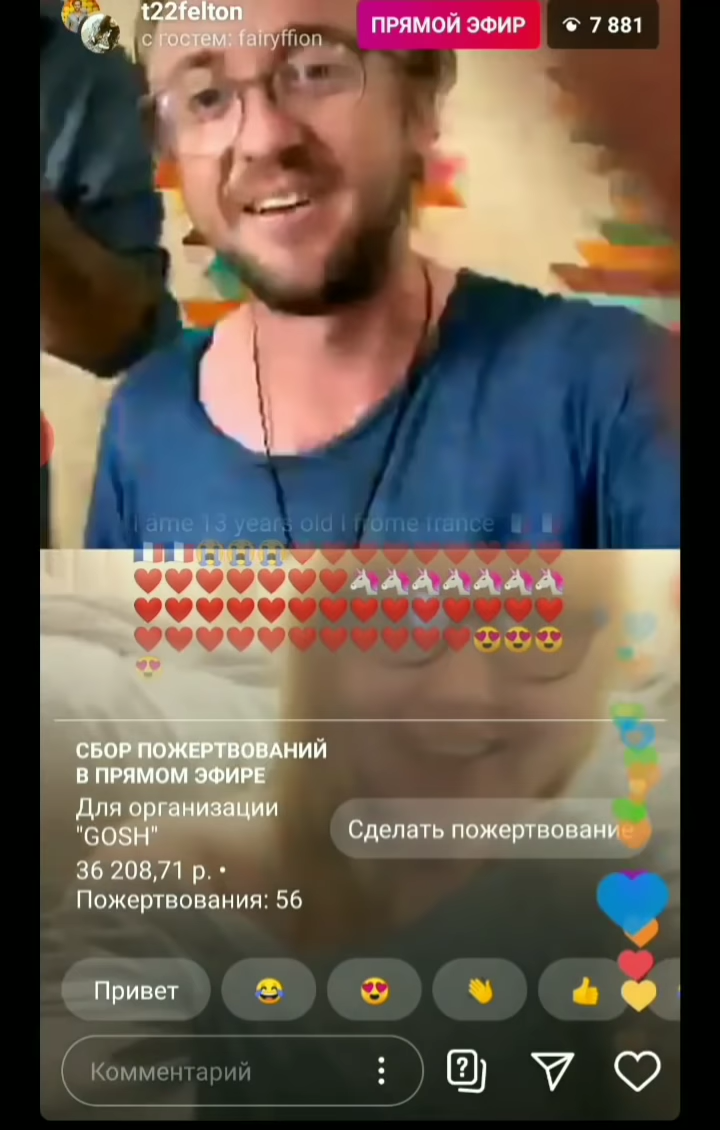 t22felton
с гостем: fairyffion
ПРЯМОЙ ЭФИР
7 881
I ame 13 years old I frome france 🇫🇷🇫🇷
🇫🇷🇫🇷😭😭😭❤️❤️❤️❤️❤️❤️❤️❤️❤️
❤️❤️❤️❤️❤️❤️❤️🦄🦄🦄🦄🦄🦄🦄
❤️❤️❤️❤️❤️❤️❤️❤️❤️❤️❤️❤️❤️❤️
❤️❤️❤️❤️❤️❤️❤️❤️❤️❤️❤️😍😍😍
😍
СБОР ПОЖЕРТВОВАНИЙ
В ПРЯМОМ ЭФИРЕ
Для организации
"GOSH"
36 208,71 р. •
Пожертвования: 56
Сделать пожертвование
Привет 😂 😍 👋 👍
Комментарий